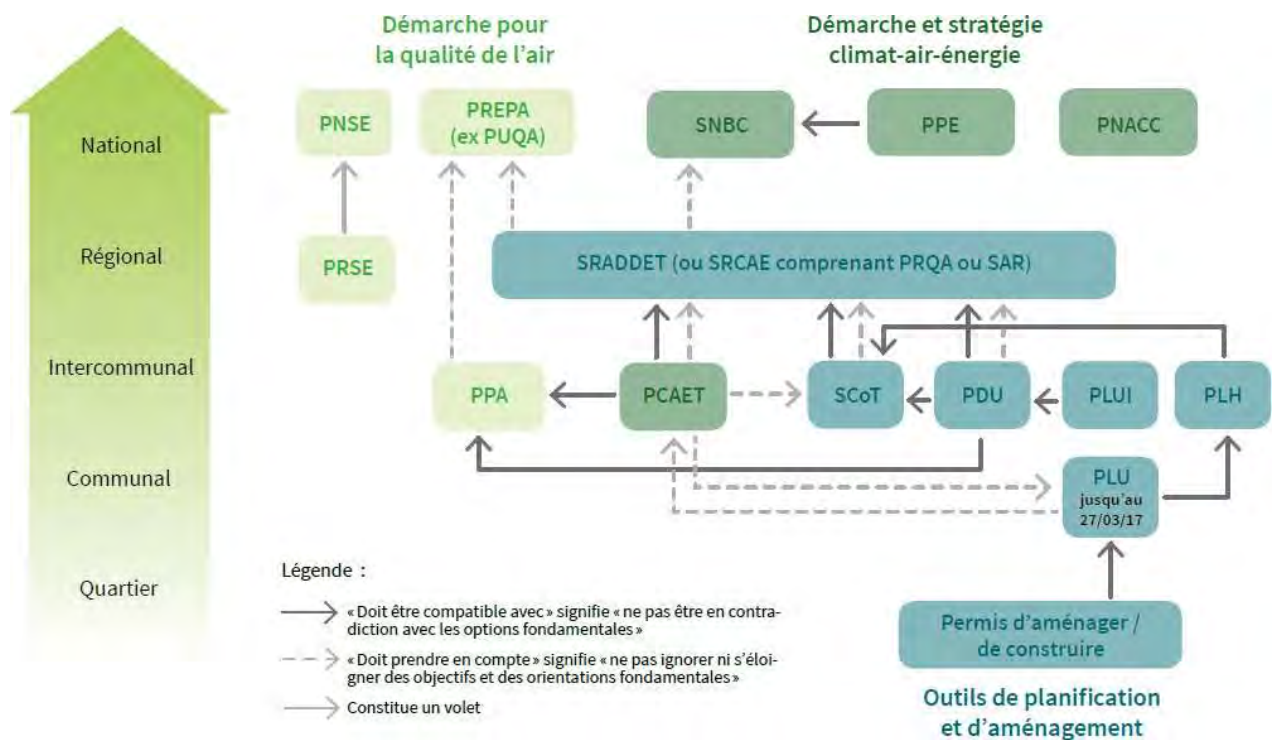 Démarche pour
la qualité de l'air
Démarche et stratégie
climat-air-énergie
National
PNSE
PREPA
(ex PUQA)
SNBC
PPE
PNACC
Régional
PRSE
SRADDET (ou SRCAE comprenant PRQA ou SAR)
Intercommunal
PPA
PCAET
SCoT
PDU
PLUI
PLH
Communal
PLU
jusqu'au
27/03/17
Quartier
Permis d'aménager /
de construire
Outils de planification
et d'aménagement
Légende :
« Doit être compatible avec » signifie « ne pas être en contra-
diction avec les options fondamentales »
« Doit prendre en compte » signifie « ne pas ignorer ni s'éloi-
gner des objectifs et des orientations fondamentales »
Constitue un volet